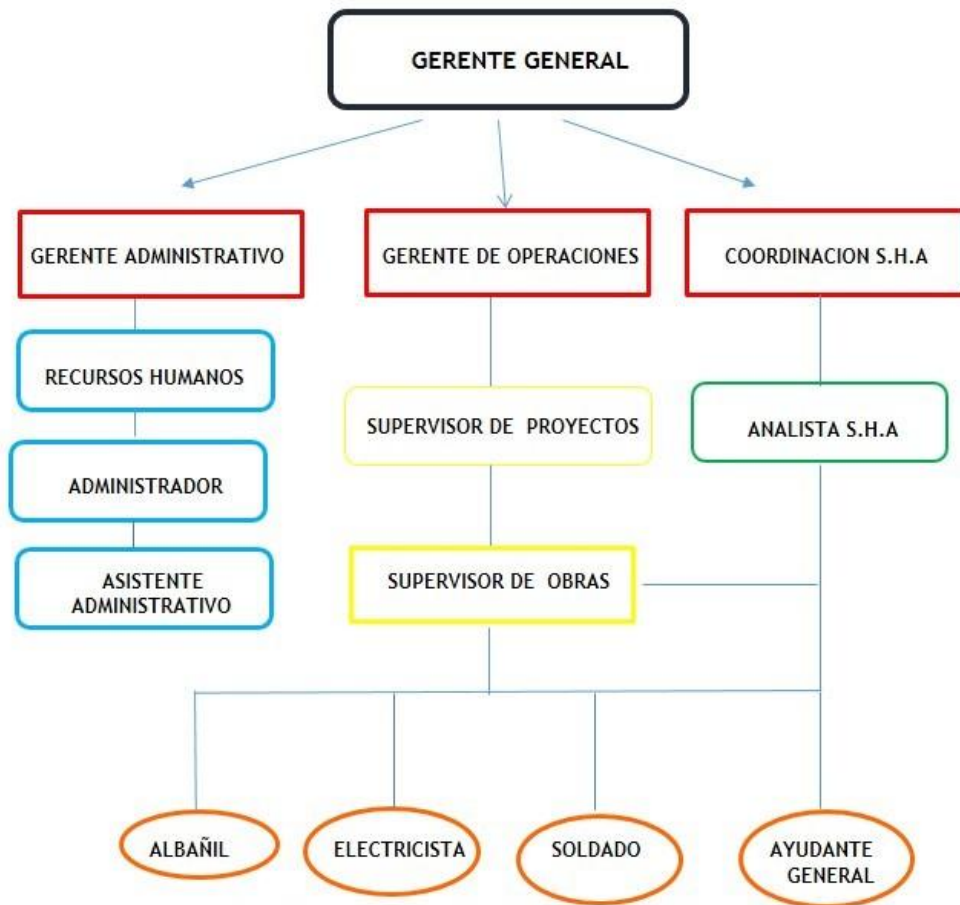 GERENTE GENERAL
GERENTE ADMINISTRATIVO
GERENTE DE OPERACIONES
COORDINACION S.H.A
RECURSOS HUMANOS
SUPERVISOR DE PROYECTOS
ANALISTA S.H.A
ADMINISTRADOR
ASISTENTE
ADMINISTRATIVO
SUPERVISOR DE OBRAS
ALBAÑIL
ELECTRICISTA
SOLDADO
AYUDANTE
GENERAL